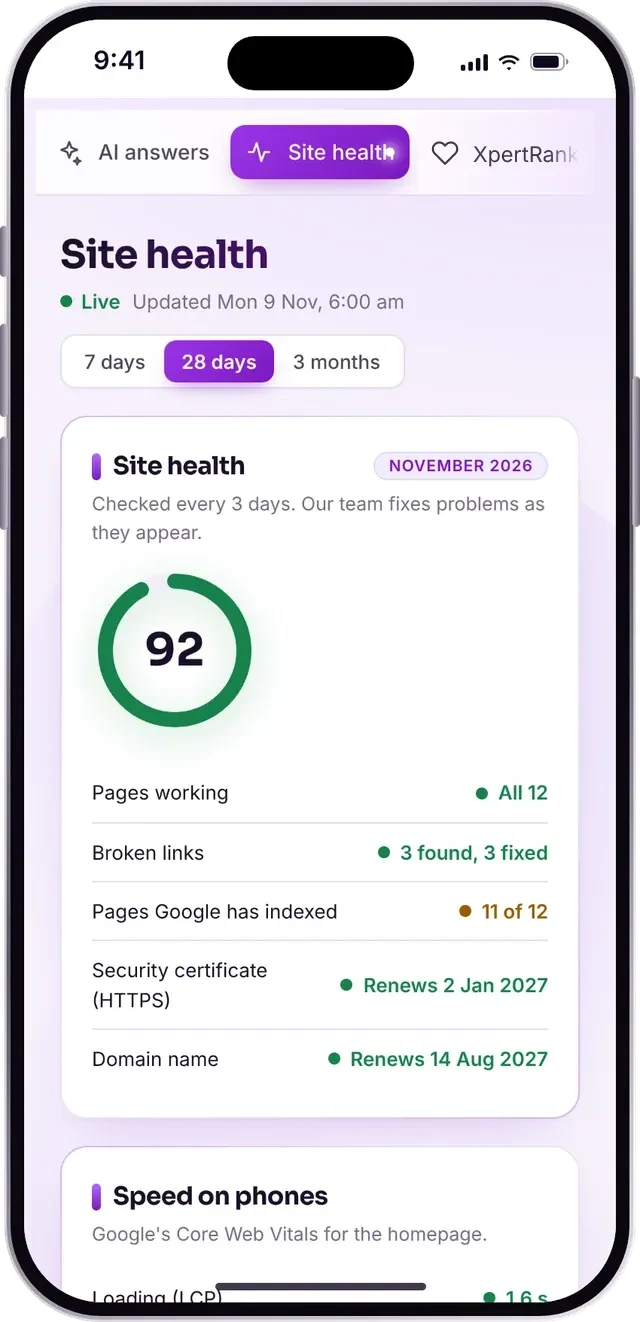 9:41
AI answers
Site health
XpertRank
Site health
Live Updated Mon 9 Nov, 6:00 am
7 days
28 days
3 months
Site health
NOVEMBER 2026
Checked every 3 days. Our team fixes problems as
they appear.
92
Pages working
All 12
Broken links
3 found, 3 fixed
Pages Google has indexed
11 of 12
Security certificate
(HTTPS)
Renews 2 Jan 2027
Domain name
Renews 14 Aug 2027
Speed on phones
Google's Core Web Vitals for the homepage.
Loading (LCP)
1.6 s